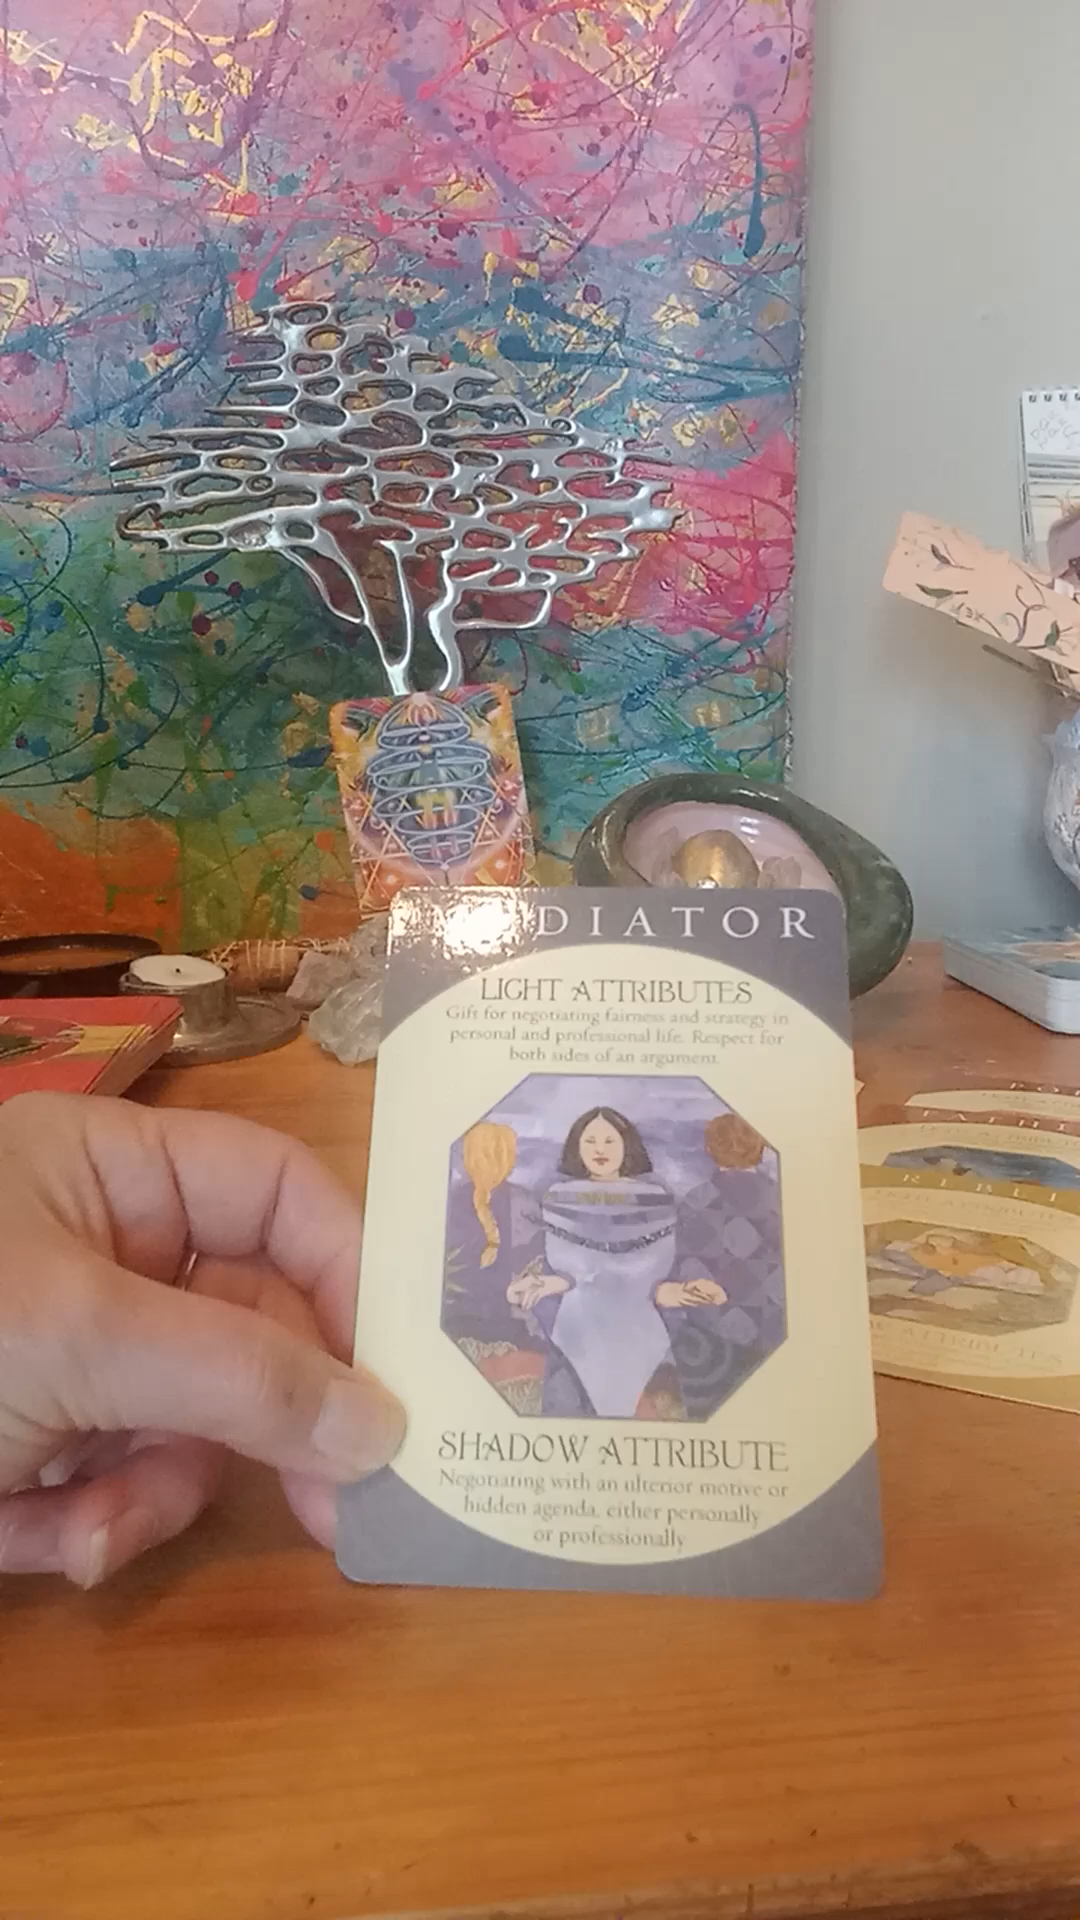 DIATOR
LIGHT ATTRIBUTES
Gift for negotiating fairness and strategy in
personal and professional life. Respect for
both sides of an argument.
SHADOW ATTRIBUTE
Negotiating with an ulterior motive or
hidden agenda, either personally
or professionally
REBEL